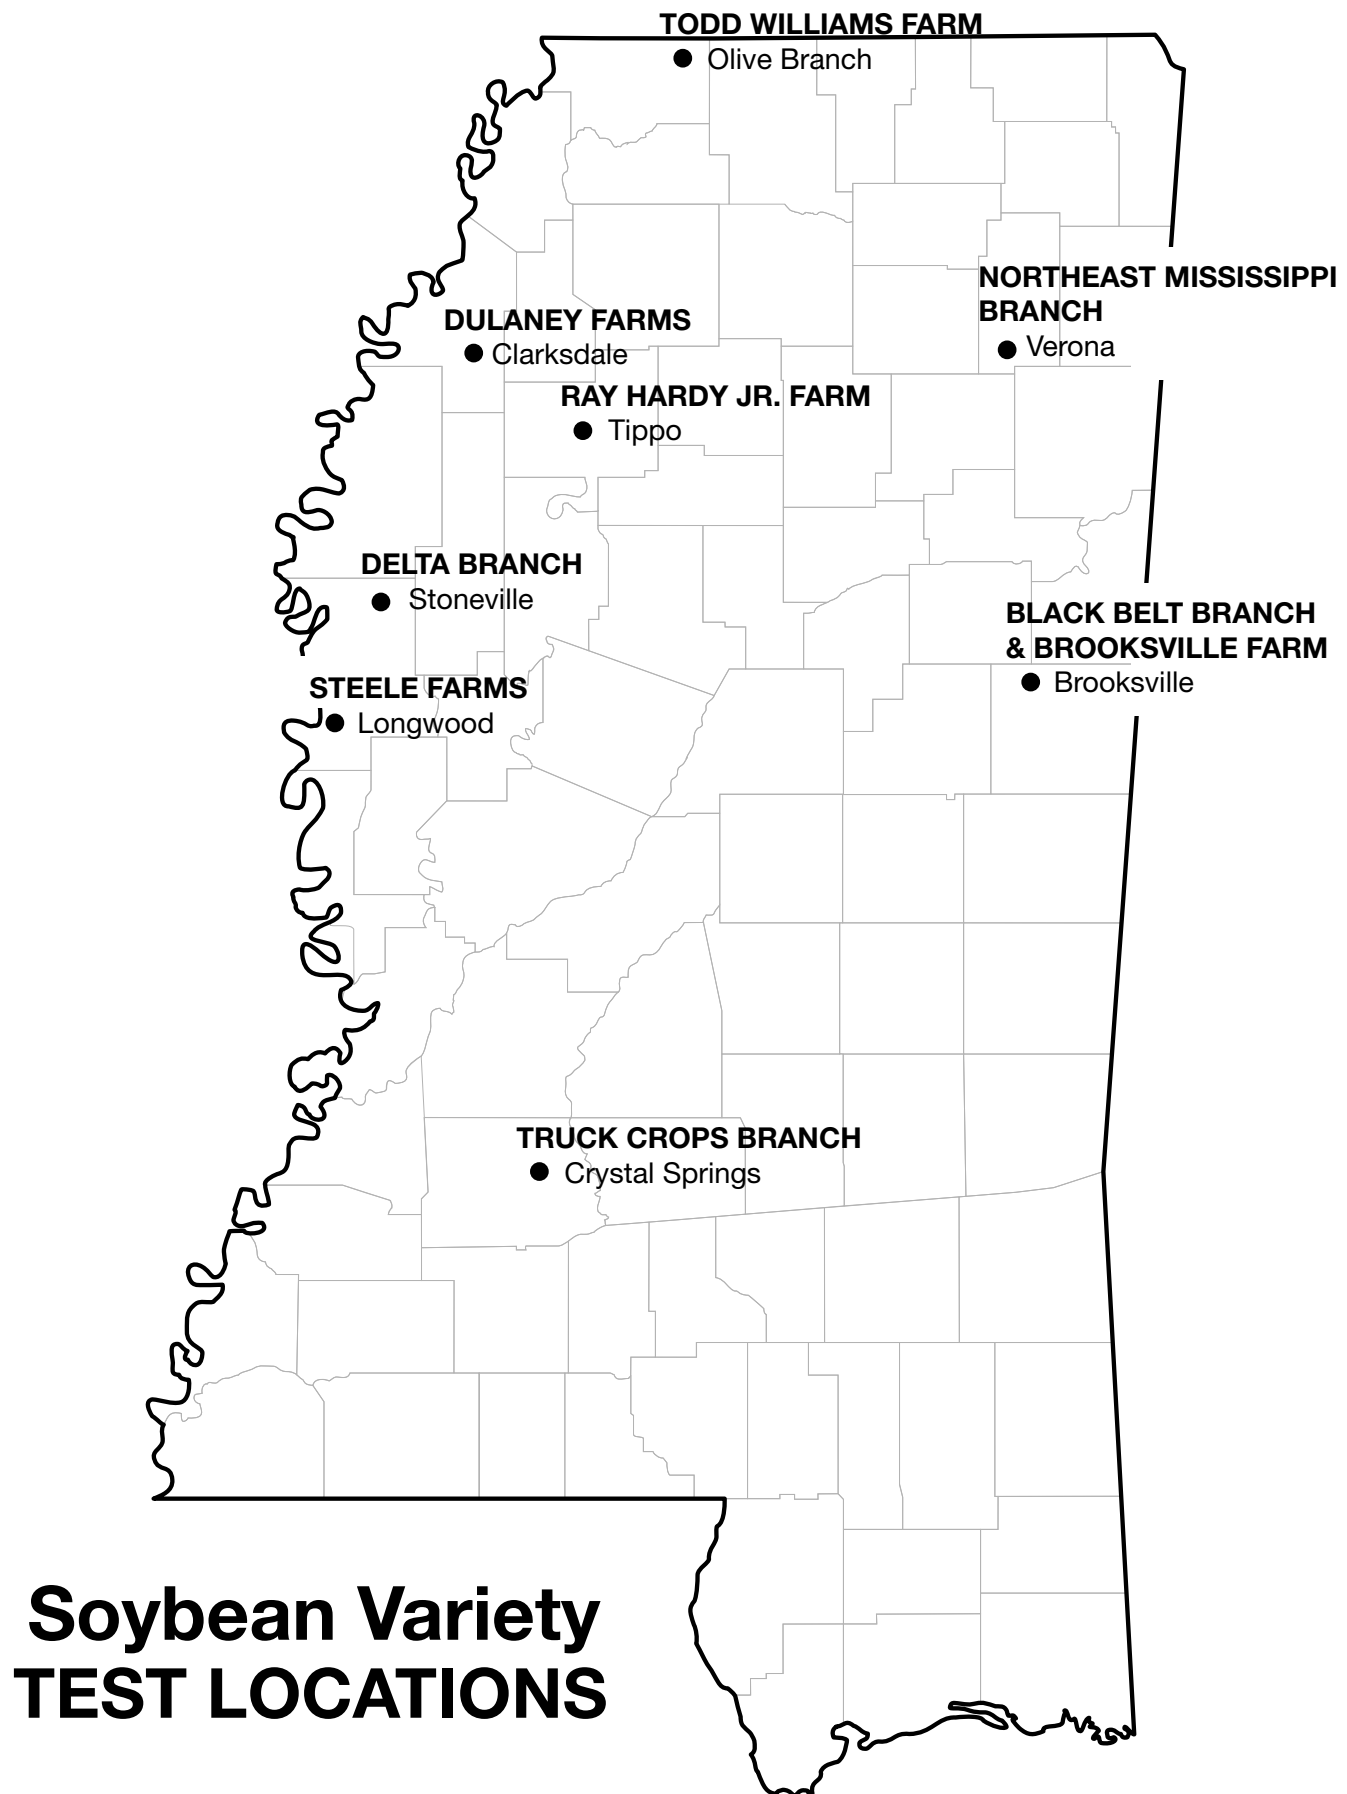 TODD WILLIAMS FARM
Olive Branch
NORTHEAST MISSISSIPPI
BRANCH
Verona
DULANEY FARMS
Clarksdale
RAY HARDY JR. FARM
Tippo
DELTA BRANCH
Stoneville
BLACK BELT BRANCH
& BROOKSVILLE FARM
Brooksville
STEELE FARMS
Longwood
TRUCK CROPS BRANCH
Crystal Springs
Soybean Variety
TEST LOCATIONS